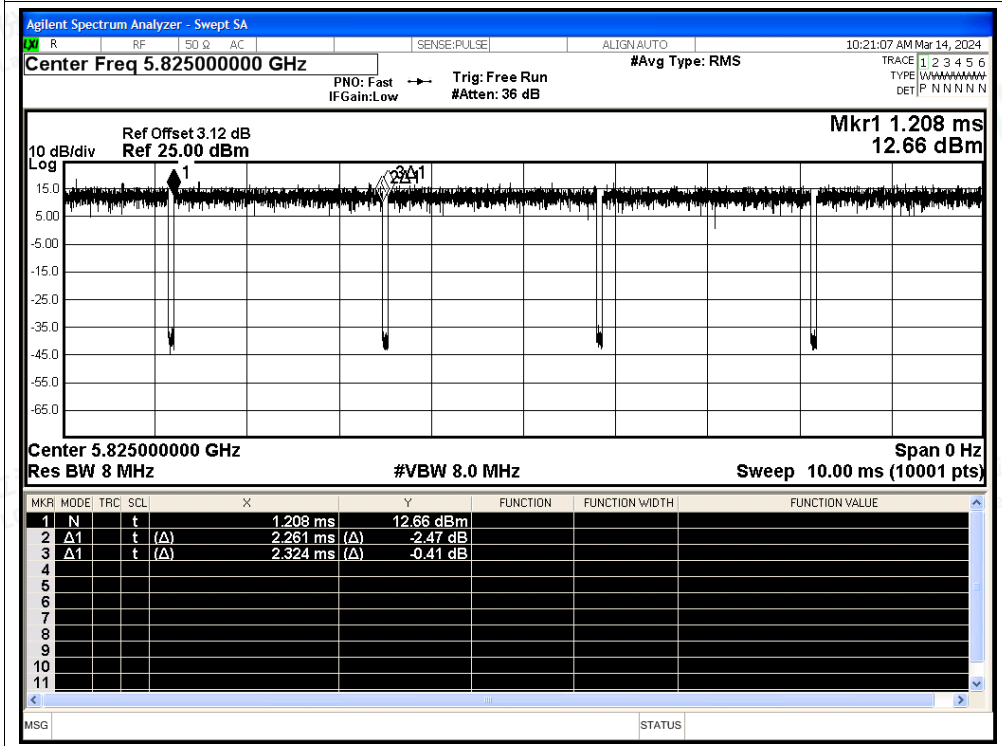 Agilent Spectrum Analyzer - Swept SA
LXI R RF 50 Ω AC SENSE:PULSE ALIGN AUTO 10:21:07 AM Mar 14, 2024
Center Freq 5.825000000 GHz #Avg Type: RMS TRACE 1 2 3 4 5 6
PNO: Fast Trig: Free Run TYPE
IFGain:Low #Atten: 36 dB DET P N N N N N
Mkr1 1.208 ms
Ref Offset 3.12 dB
10 dB/div Ref 25.00 dBm 12.66 dBm
Log
1 2Δ1 3Δ1
15.0
5.00
-5.00
-15.0
-25.0
-35.0
-45.0
-55.0
-65.0
Center 5.825000000 GHz Span 0 Hz
Res BW 8 MHz #VBW 8.0 MHz Sweep 10.00 ms (10001 pts)
MKR MODE TRC SCL X Y FUNCTION FUNCTION WIDTH FUNCTION VALUE
1 N t 1.208 ms 12.66 dBm
2 Δ1 t (Δ) 2.261 ms (Δ) -2.47 dB
3 Δ1 t (Δ) 2.324 ms (Δ) -0.41 dB
4
5
6
7
8
9
10
11
MSG STATUS